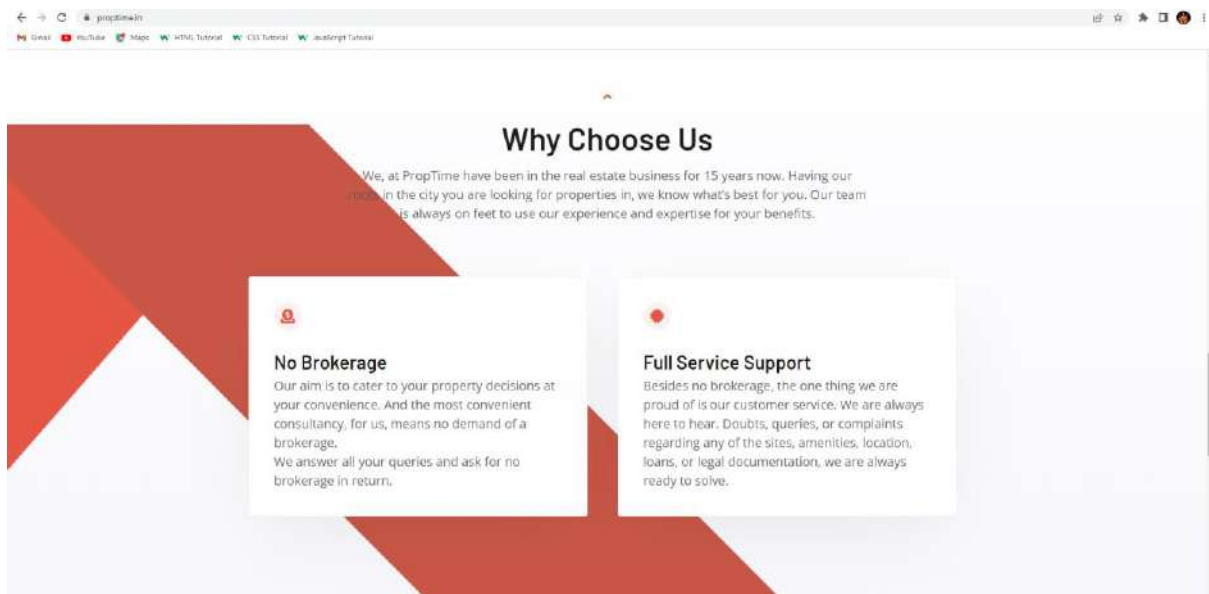 proptime.in
Gmail YouTube Maps HTML Tutorial CSS Tutorial JavaScript Tutorial
Why Choose Us
We, at PropTime have been in the real estate business for 15 years now. Having our
roots in the city you are looking for properties in, we know what's best for you. Our team
is always on feet to use our experience and expertise for your benefits.
No Brokerage
Our aim is to cater to your property decisions at
your convenience. And the most convenient
consultancy, for us, means no demand of a
brokerage.
We answer all your queries and ask for no
brokerage in return.
Full Service Support
Besides no brokerage, the one thing we are
proud of is our customer service. We are always
here to hear. Doubts, queries, or complaints
regarding any of the sites, amenities, location,
loans, or legal documentation, we are always
ready to solve.